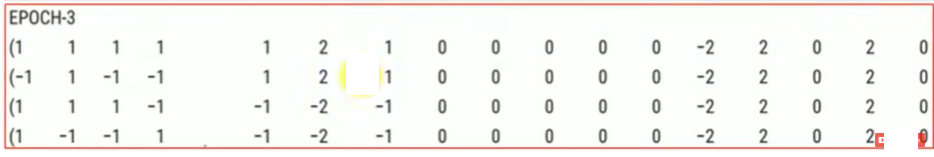 EPOCH-3
(1 1 1 1 1 2 1 0 0 0 0 0 -2 2 0 2 0
(-1 1 -1 -1 1 2 1 0 0 0 0 0 -2 2 0 2 0
(1 1 1 -1 -1 -2 -1 0 0 0 0 0 -2 2 0 2 0
(1 -1 -1 1 -1 -2 -1 0 0 0 0 0 -2 2 0 2 0